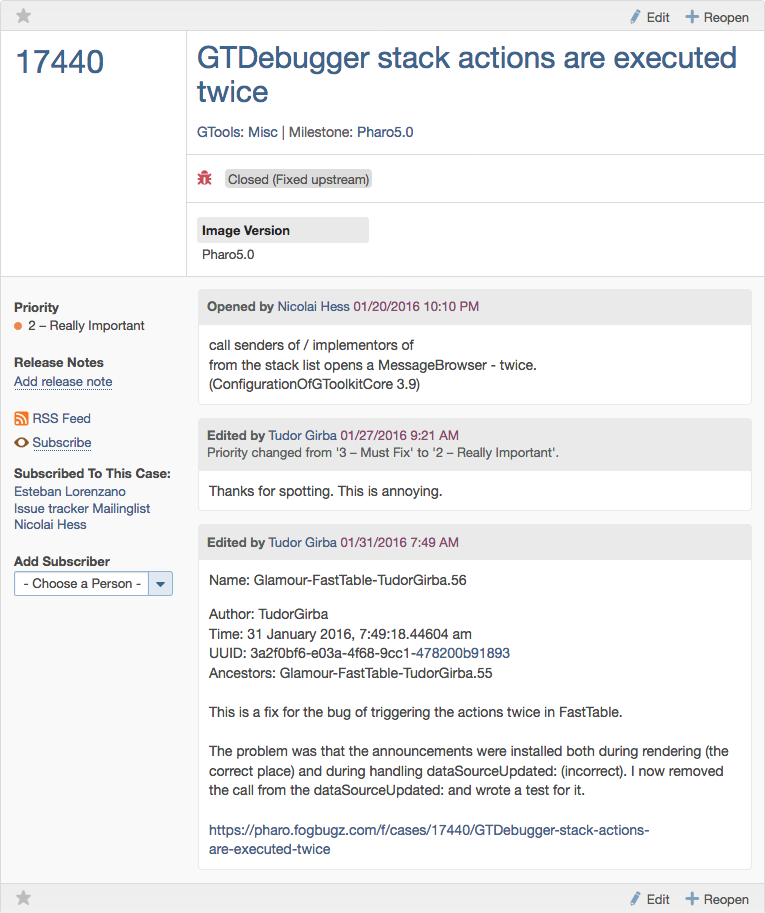 Edit Reopen
17440
GTDebugger stack actions are executed
twice
GTools: Misc | Milestone: Pharo5.0
Closed (Fixed upstream)
Image Version
Pharo5.0
Priority
2 – Really Important
Release Notes
Add release note
RSS Feed
Subscribe
Subscribed To This Case:
Esteban Lorenzano
Issue tracker Mailinglist
Nicolai Hess
Add Subscriber
- Choose a Person -
Opened by Nicolai Hess 01/20/2016 10:10 PM
call senders of / implementors of
from the stack list opens a MessageBrowser - twice.
(ConfigurationOfGToolkitCore 3.9)
Edited by Tudor Girba 01/27/2016 9:21 AM
Priority changed from '3 – Must Fix' to '2 – Really Important'.
Thanks for spotting. This is annoying.
Edited by Tudor Girba 01/31/2016 7:49 AM
Name: Glamour-FastTable-TudorGirba.56
Author: TudorGirba
Time: 31 January 2016, 7:49:18.44604 am
UUID: 3a2f0bf6-e03a-4f68-9cc1-478200b91893
Ancestors: Glamour-FastTable-TudorGirba.55
This is a fix for the bug of triggering the actions twice in FastTable.
The problem was that the announcements were installed both during rendering (the
correct place) and during handling dataSourceUpdated: (incorrect). I now removed
the call from the dataSourceUpdated: and wrote a test for it.
https://pharo.fogbugz.com/f/cases/17440/GTDebugger-stack-actions-
are-executed-twice
Edit Reopen